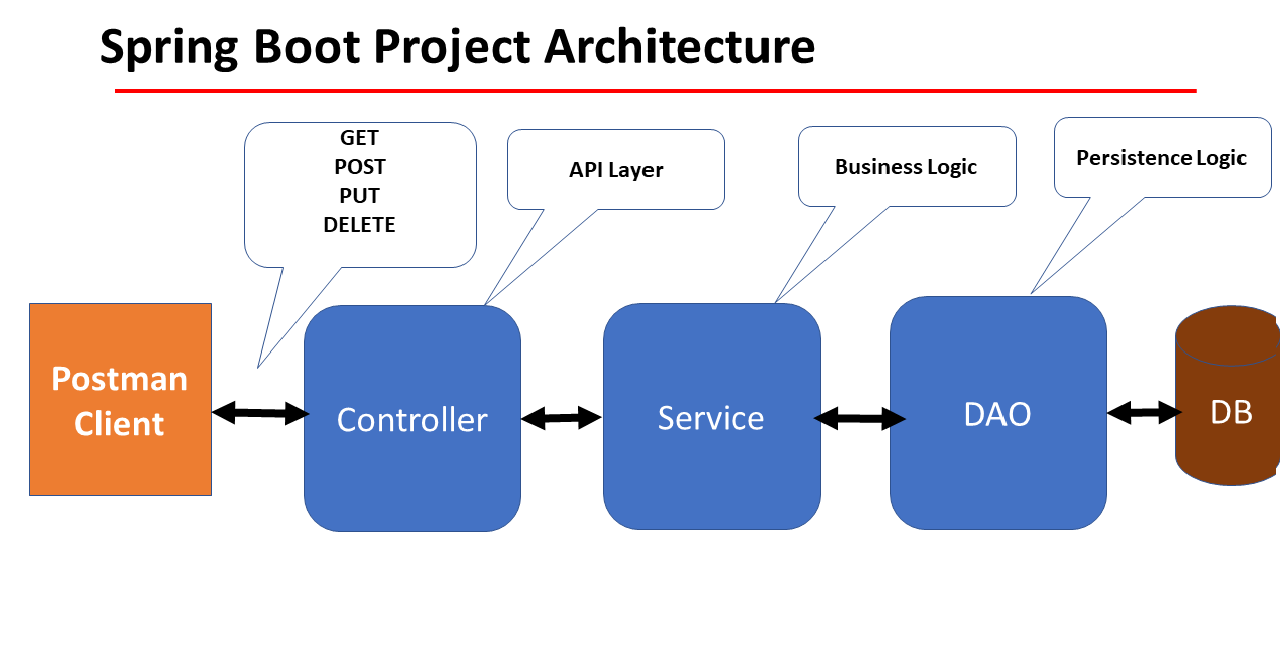 Spring Boot Project Architecture
GET
POST
PUT
DELETE
API Layer
Business Logic
Persistence Logic
Postman
Client
Controller
Service
DAO
DB